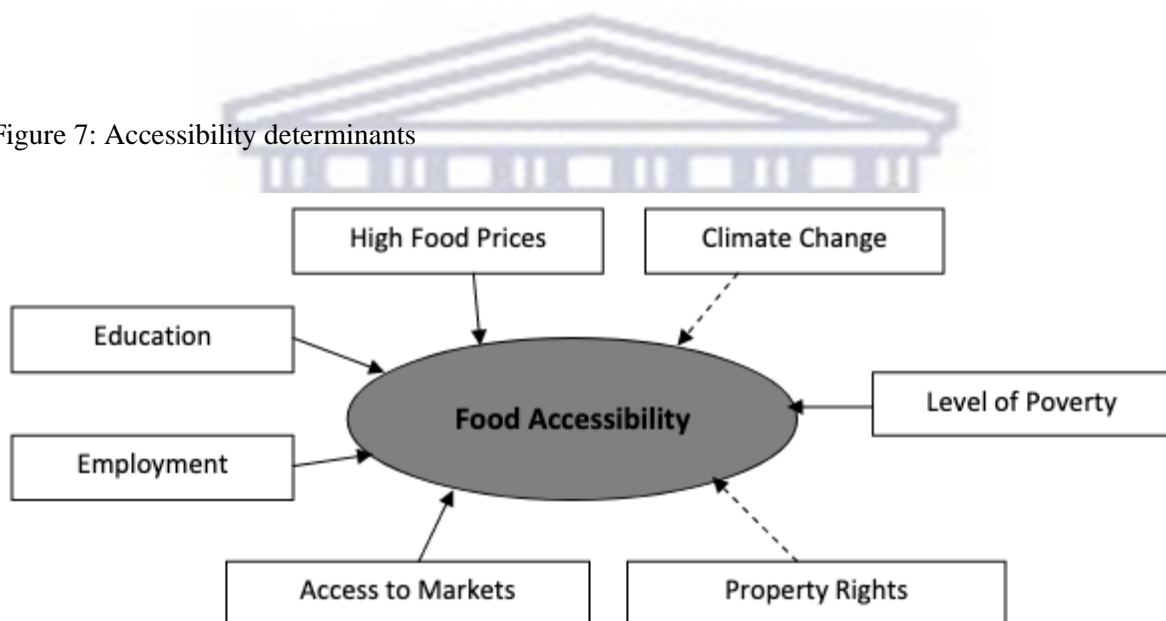 Figure 7: Accessibility determinants
High Food Prices
Climate Change
Education
Level of Poverty
Food Accessibility
Employment
Access to Markets
Property Rights